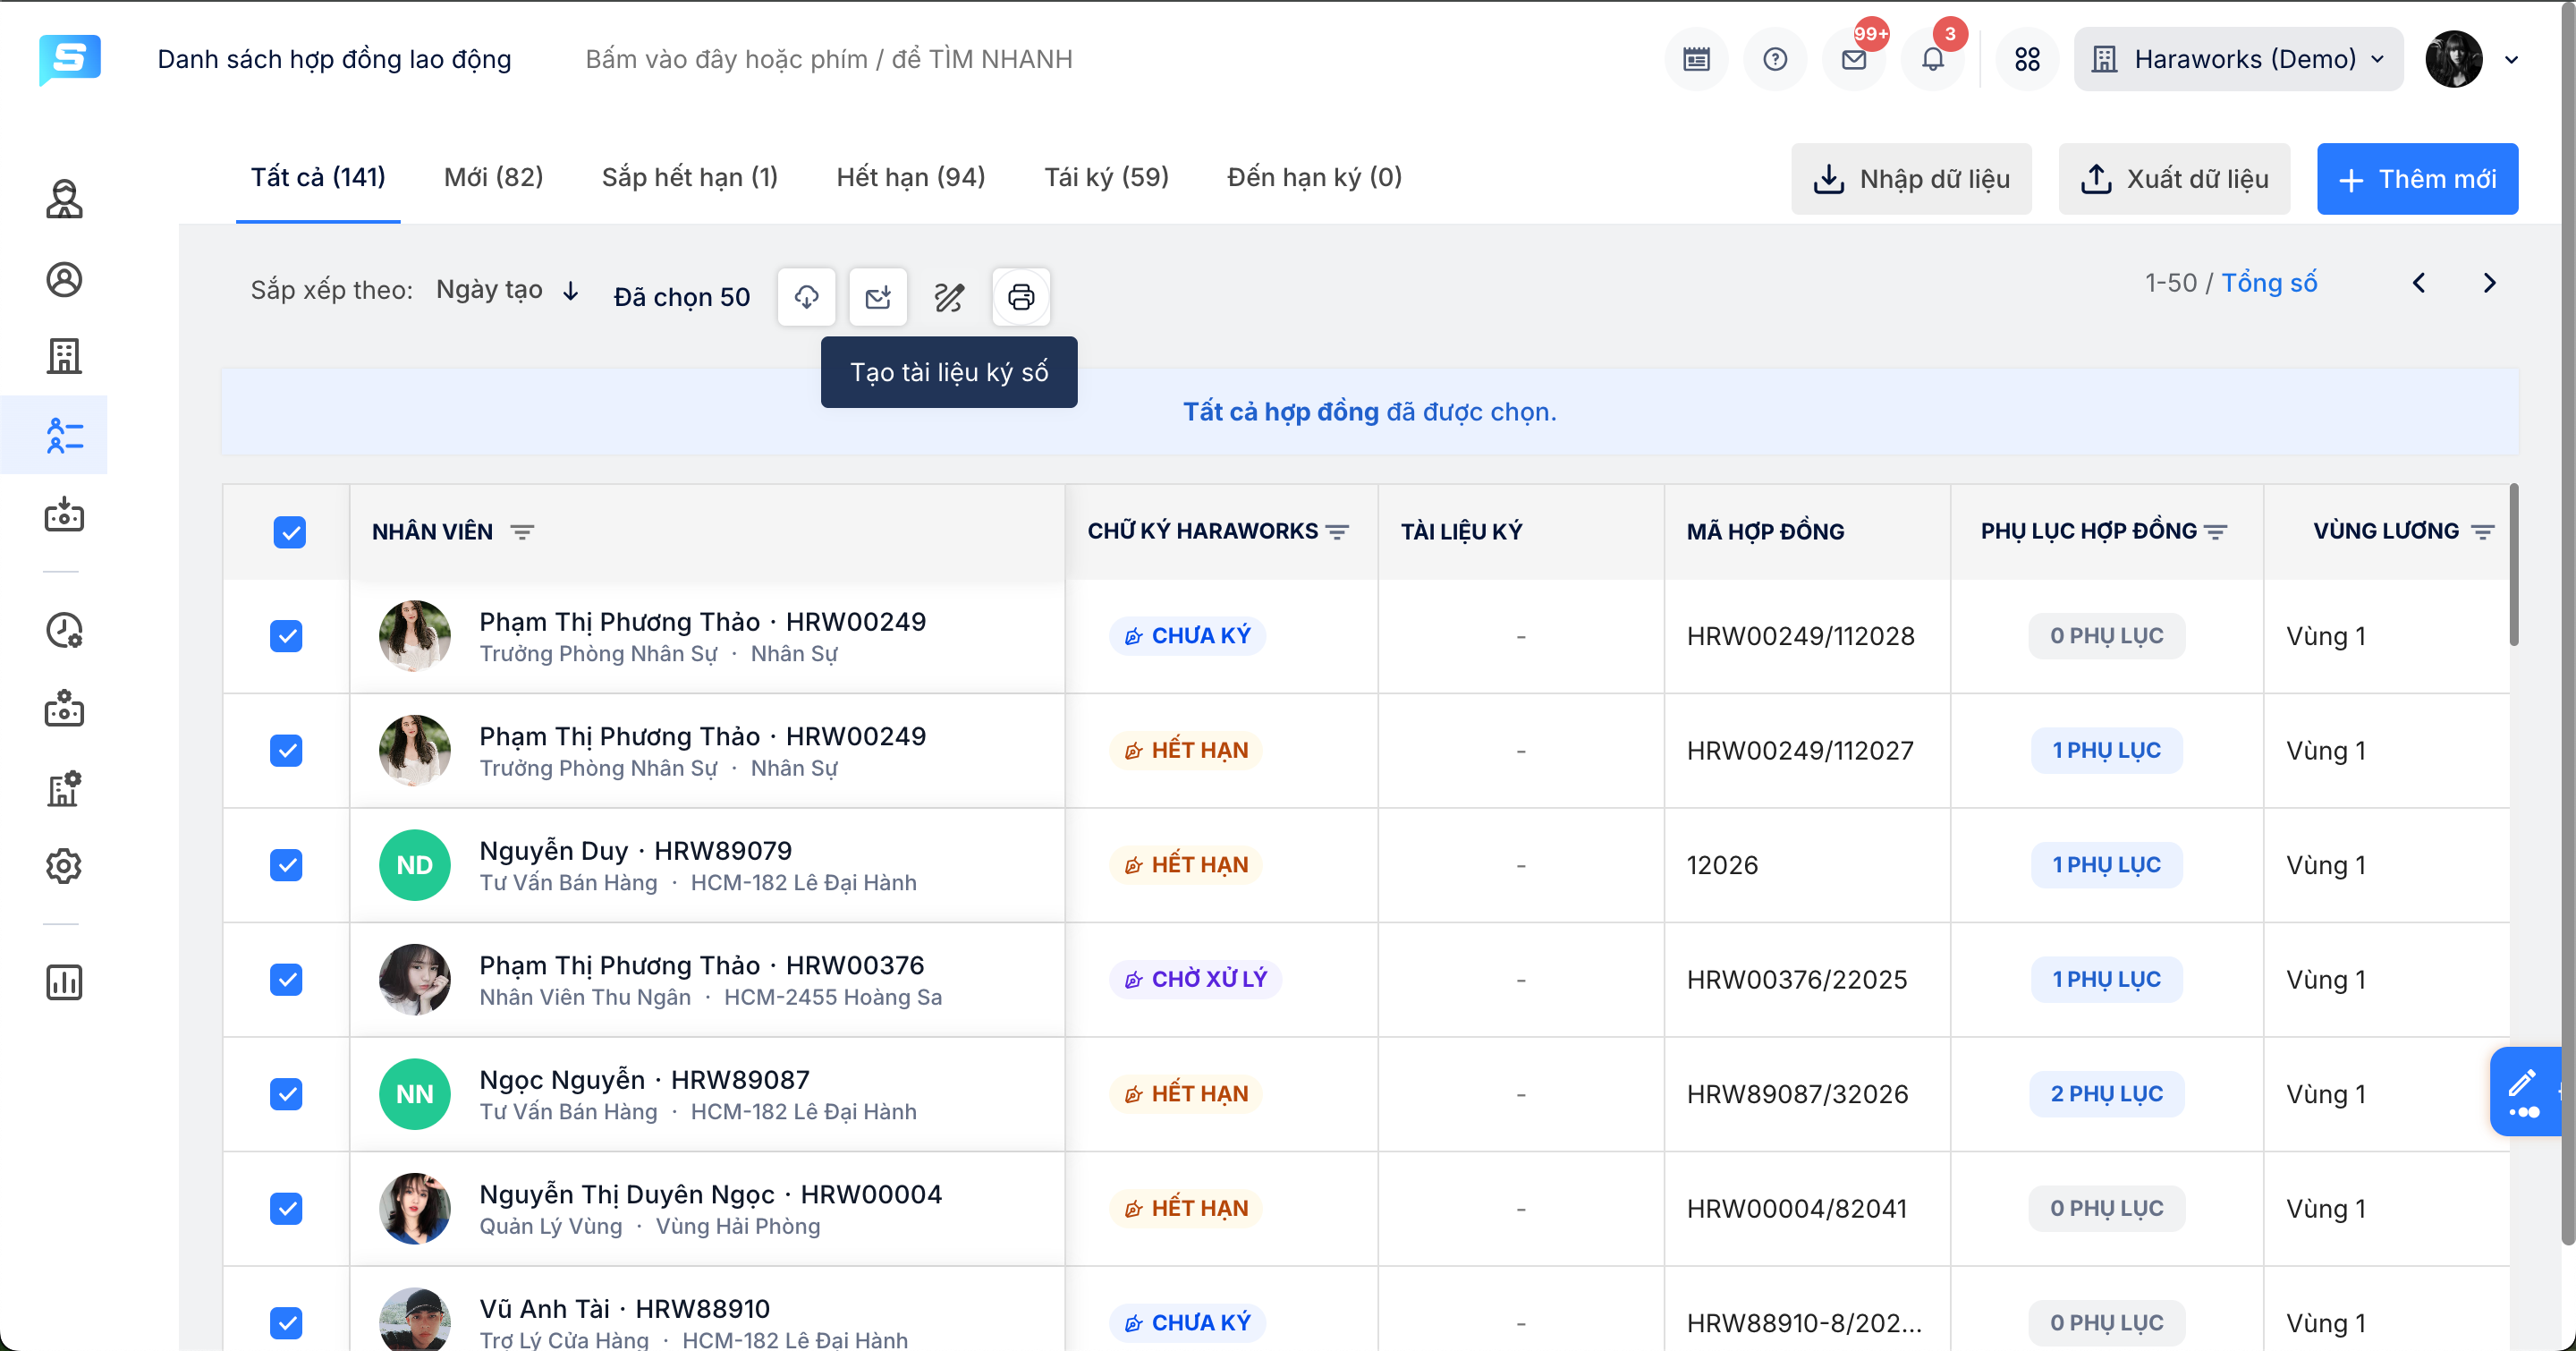 S
Danh sách hợp đồng lao động
Bấm vào đây hoặc phím / để TÌM NHANH
99+
3
Haraworks (Demo)
Tất cả (141)
Mới (82)
Sắp hết hạn (1)
Hết hạn (94)
Tái ký (59)
Đến hạn ký (0)
Nhập dữ liệu
Xuất dữ liệu
Thêm mới
Sắp xếp theo: Ngày tạo
Đã chọn 50
1-50 / Tổng số
Tạo tài liệu ký số
Tất cả hợp đồng đã được chọn.
NHÂN VIÊN
CHỮ KÝ HARAWORKS
TÀI LIỆU KÝ
MÃ HỢP ĐỒNG
PHỤ LỤC HỢP ĐỒNG
VÙNG LƯƠNG
Phạm Thị Phương Thảo · HRW00249
Trưởng Phòng Nhân Sự · Nhân Sự
CHƯA KÝ
-
HRW00249/112028
0 PHỤ LỤC
Vùng 1
Phạm Thị Phương Thảo · HRW00249
Trưởng Phòng Nhân Sự · Nhân Sự
HẾT HẠN
-
HRW00249/112027
1 PHỤ LỤC
Vùng 1
ND
Nguyễn Duy · HRW89079
Tư Vấn Bán Hàng · HCM-182 Lê Đại Hành
HẾT HẠN
-
12026
1 PHỤ LỤC
Vùng 1
Phạm Thị Phương Thảo · HRW00376
Nhân Viên Thu Ngân · HCM-2455 Hoàng Sa
CHỜ XỬ LÝ
-
HRW00376/22025
1 PHỤ LỤC
Vùng 1
NN
Ngọc Nguyễn · HRW89087
Tư Vấn Bán Hàng · HCM-182 Lê Đại Hành
HẾT HẠN
-
HRW89087/32026
2 PHỤ LỤC
Vùng 1
Nguyễn Thị Duyên Ngọc · HRW00004
Quản Lý Vùng · Vùng Hải Phòng
HẾT HẠN
-
HRW00004/82041
0 PHỤ LỤC
Vùng 1
Vũ Anh Tài · HRW88910
Trợ Lý Cửa Hàng · HCM-182 Lê Đại Hành
CHƯA KÝ
-
HRW88910-8/202...
0 PHỤ LỤC
Vùng 1